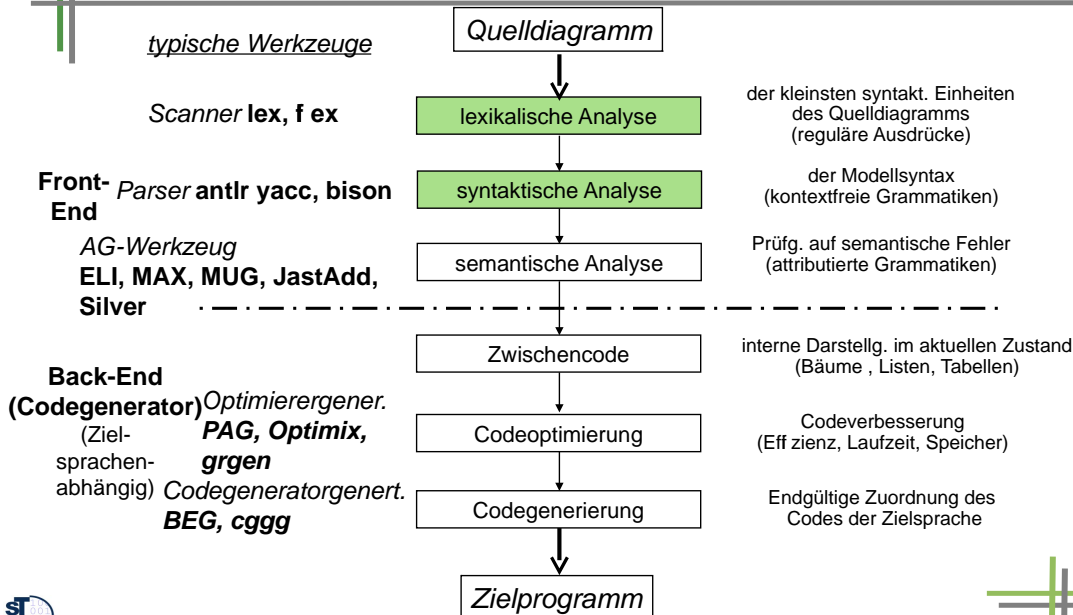 typische Werkzeuge
Quelldiagramm
Scanner lex, f ex
lexikalische Analyse
der kleinsten syntakt. Einheiten
des Quelldiagramms
(reguläre Ausdrücke)
Front-
End
Parser antlr yacc, bison
syntaktische Analyse
der Modellsyntax
(kontextfreie Grammatiken)
AG-Werkzeug
ELI, MAX, MUG, JastAdd,
Silver
semantische Analyse
Prüfg. auf semantische Fehler
(attributierte Grammatiken)
Zwischencode
interne Darstellg. im aktuellen Zustand
(Bäume , Listen, Tabellen)
Back-End
(Codegenerator)
(Ziel-
sprachen-
abhängig)
Optimierergener.
PAG, Optimix,
grgen
Codeoptimierung
Codeverbesserung
(Eff zienz, Laufzeit, Speicher)
Codegeneratorgenert.
BEG, cggg
Codegenerierung
Endgültige Zuordnung des
Codes der Zielsprache
Zielprogramm
ST